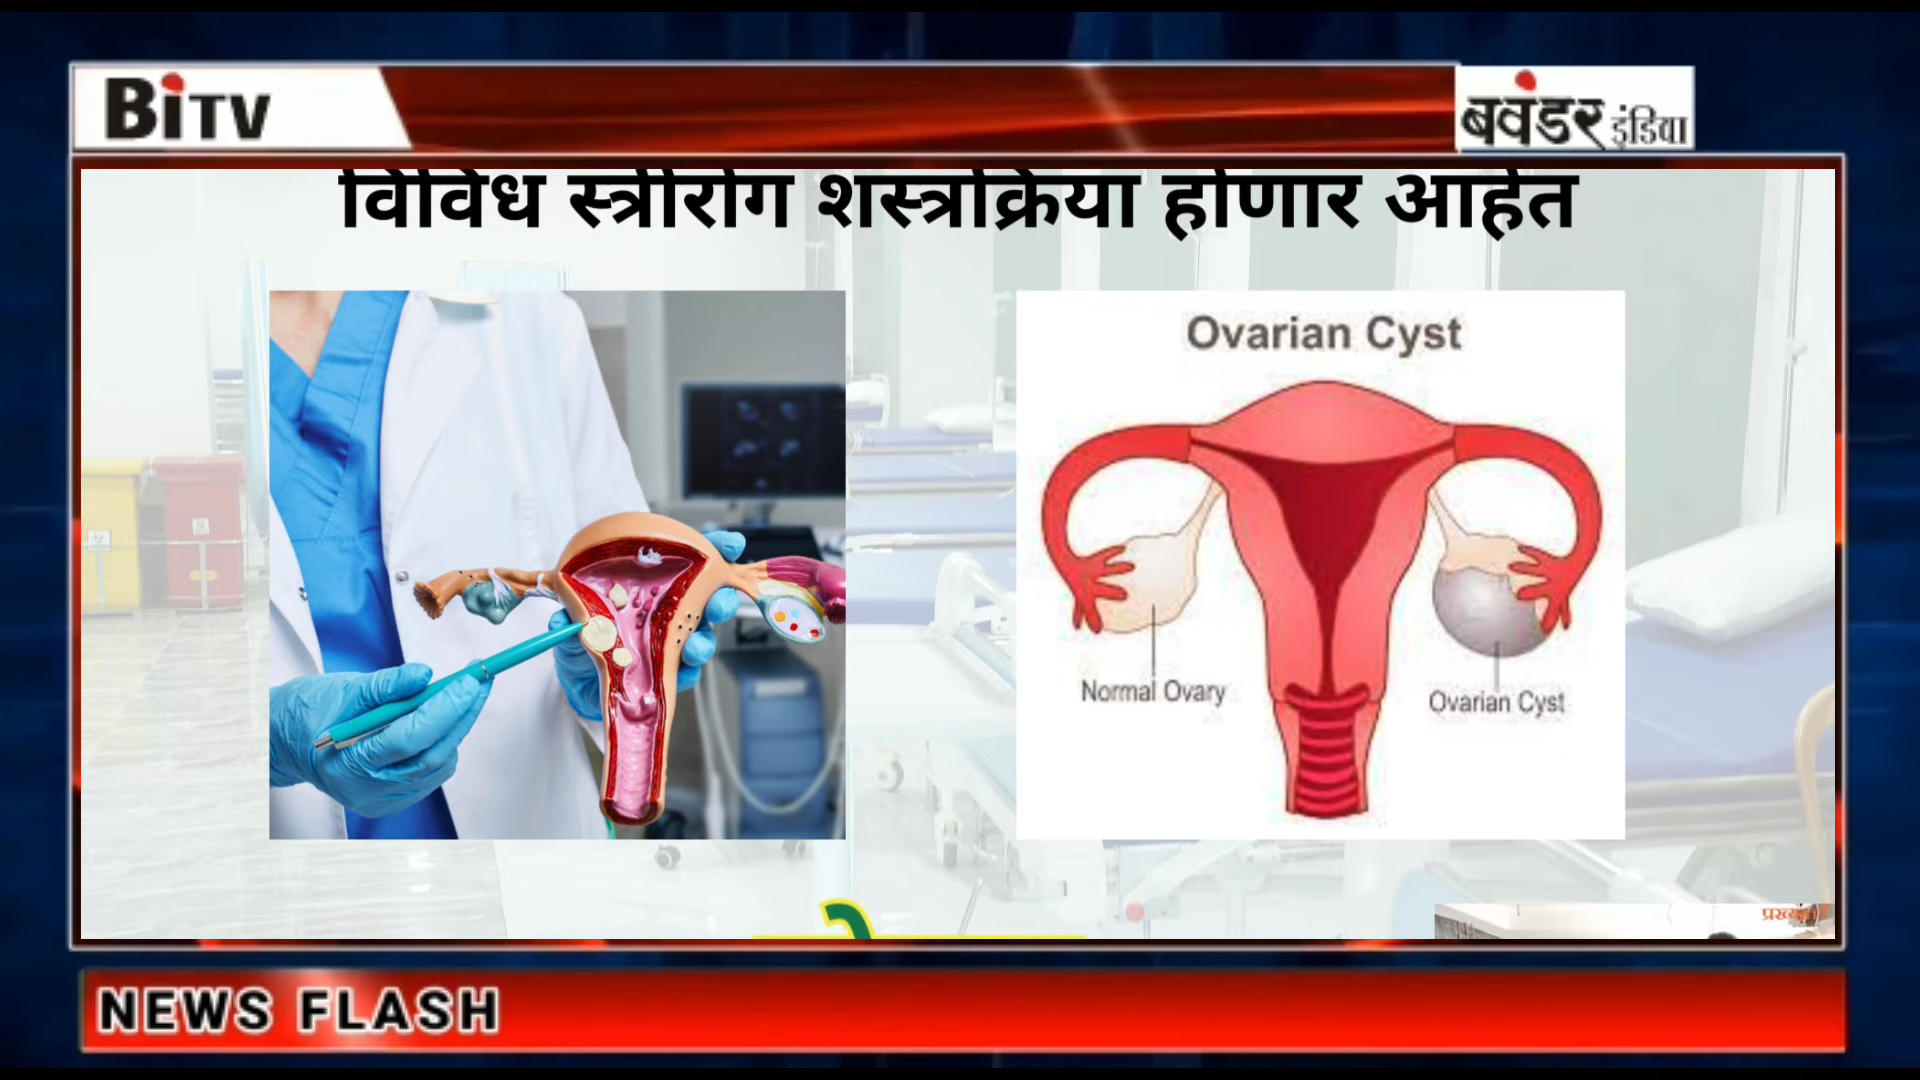 BiTV
बवंडर इंडिया
विविध स्त्रीरोग शस्त्रक्रिया होणार आहेत
Ovarian Cyst
Normal Ovary
Ovarian Cyst
NEWS FLASH